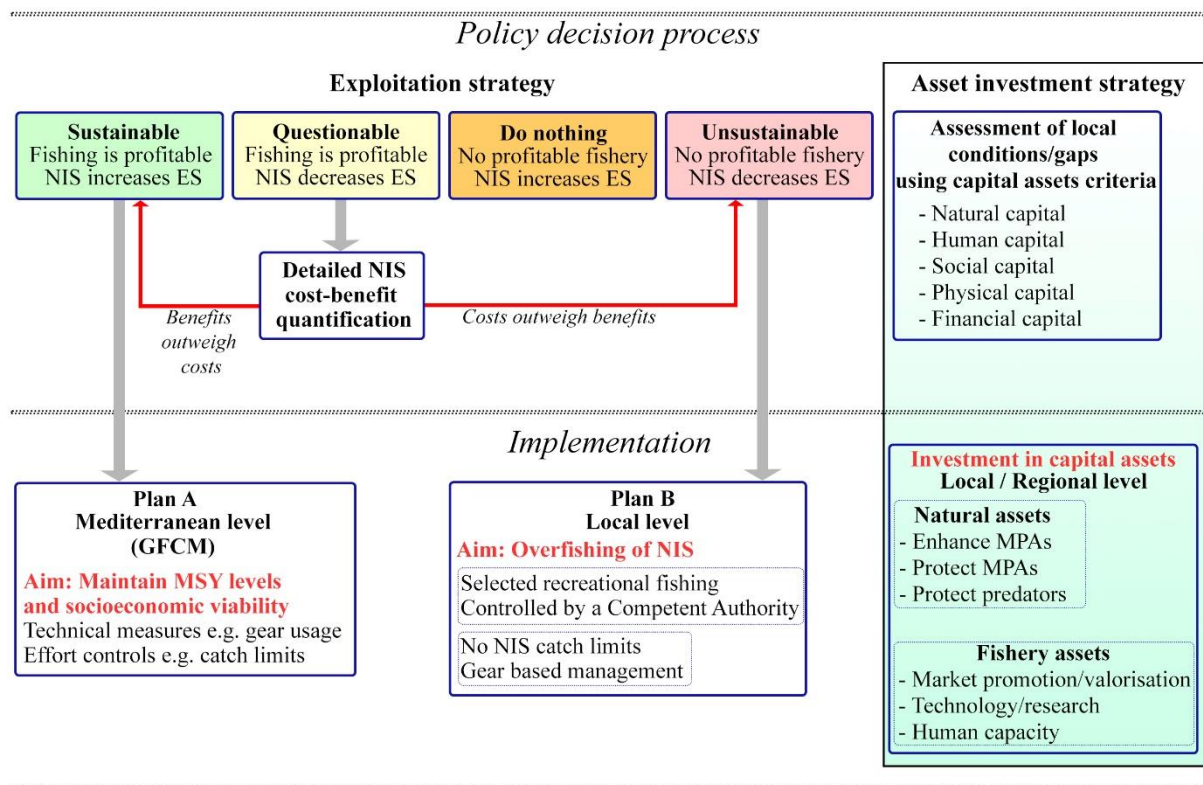 Policy decision process
Exploitation strategy
Sustainable
Fishing is profitable
NIS increases ES
Questionable
Fishing is profitable
NIS decreases ES
Do nothing
No profitable fishery
NIS increases ES
Unsustainable
No profitable fishery
NIS decreases ES
Detailed NIS
cost-benefit
quantification
Benefits
outweigh
costs
Costs outweigh benefits
Asset investment strategy
Assessment of local
conditions/gaps
using capital assets criteria
- Natural capital
- Human capital
- Social capital
- Physical capital
- Financial capital
Implementation
Plan A
Mediterranean level
(GFCM)
Aim: Maintain MSY levels
and socioeconomic viability
Technical measures e.g. gear usage
Effort controls e.g. catch limits
Plan B
Local level
Aim: Overfishing of NIS
Selected recreational fishing
Controlled by a Competent Authority
No NIS catch limits
Gear based management
Investment in capital assets
Local / Regional level
Natural assets
- Enhance MPAs
- Protect MPAs
- Protect predators
Fishery assets
- Market promotion/valorisation
- Technology/research
- Human capacity